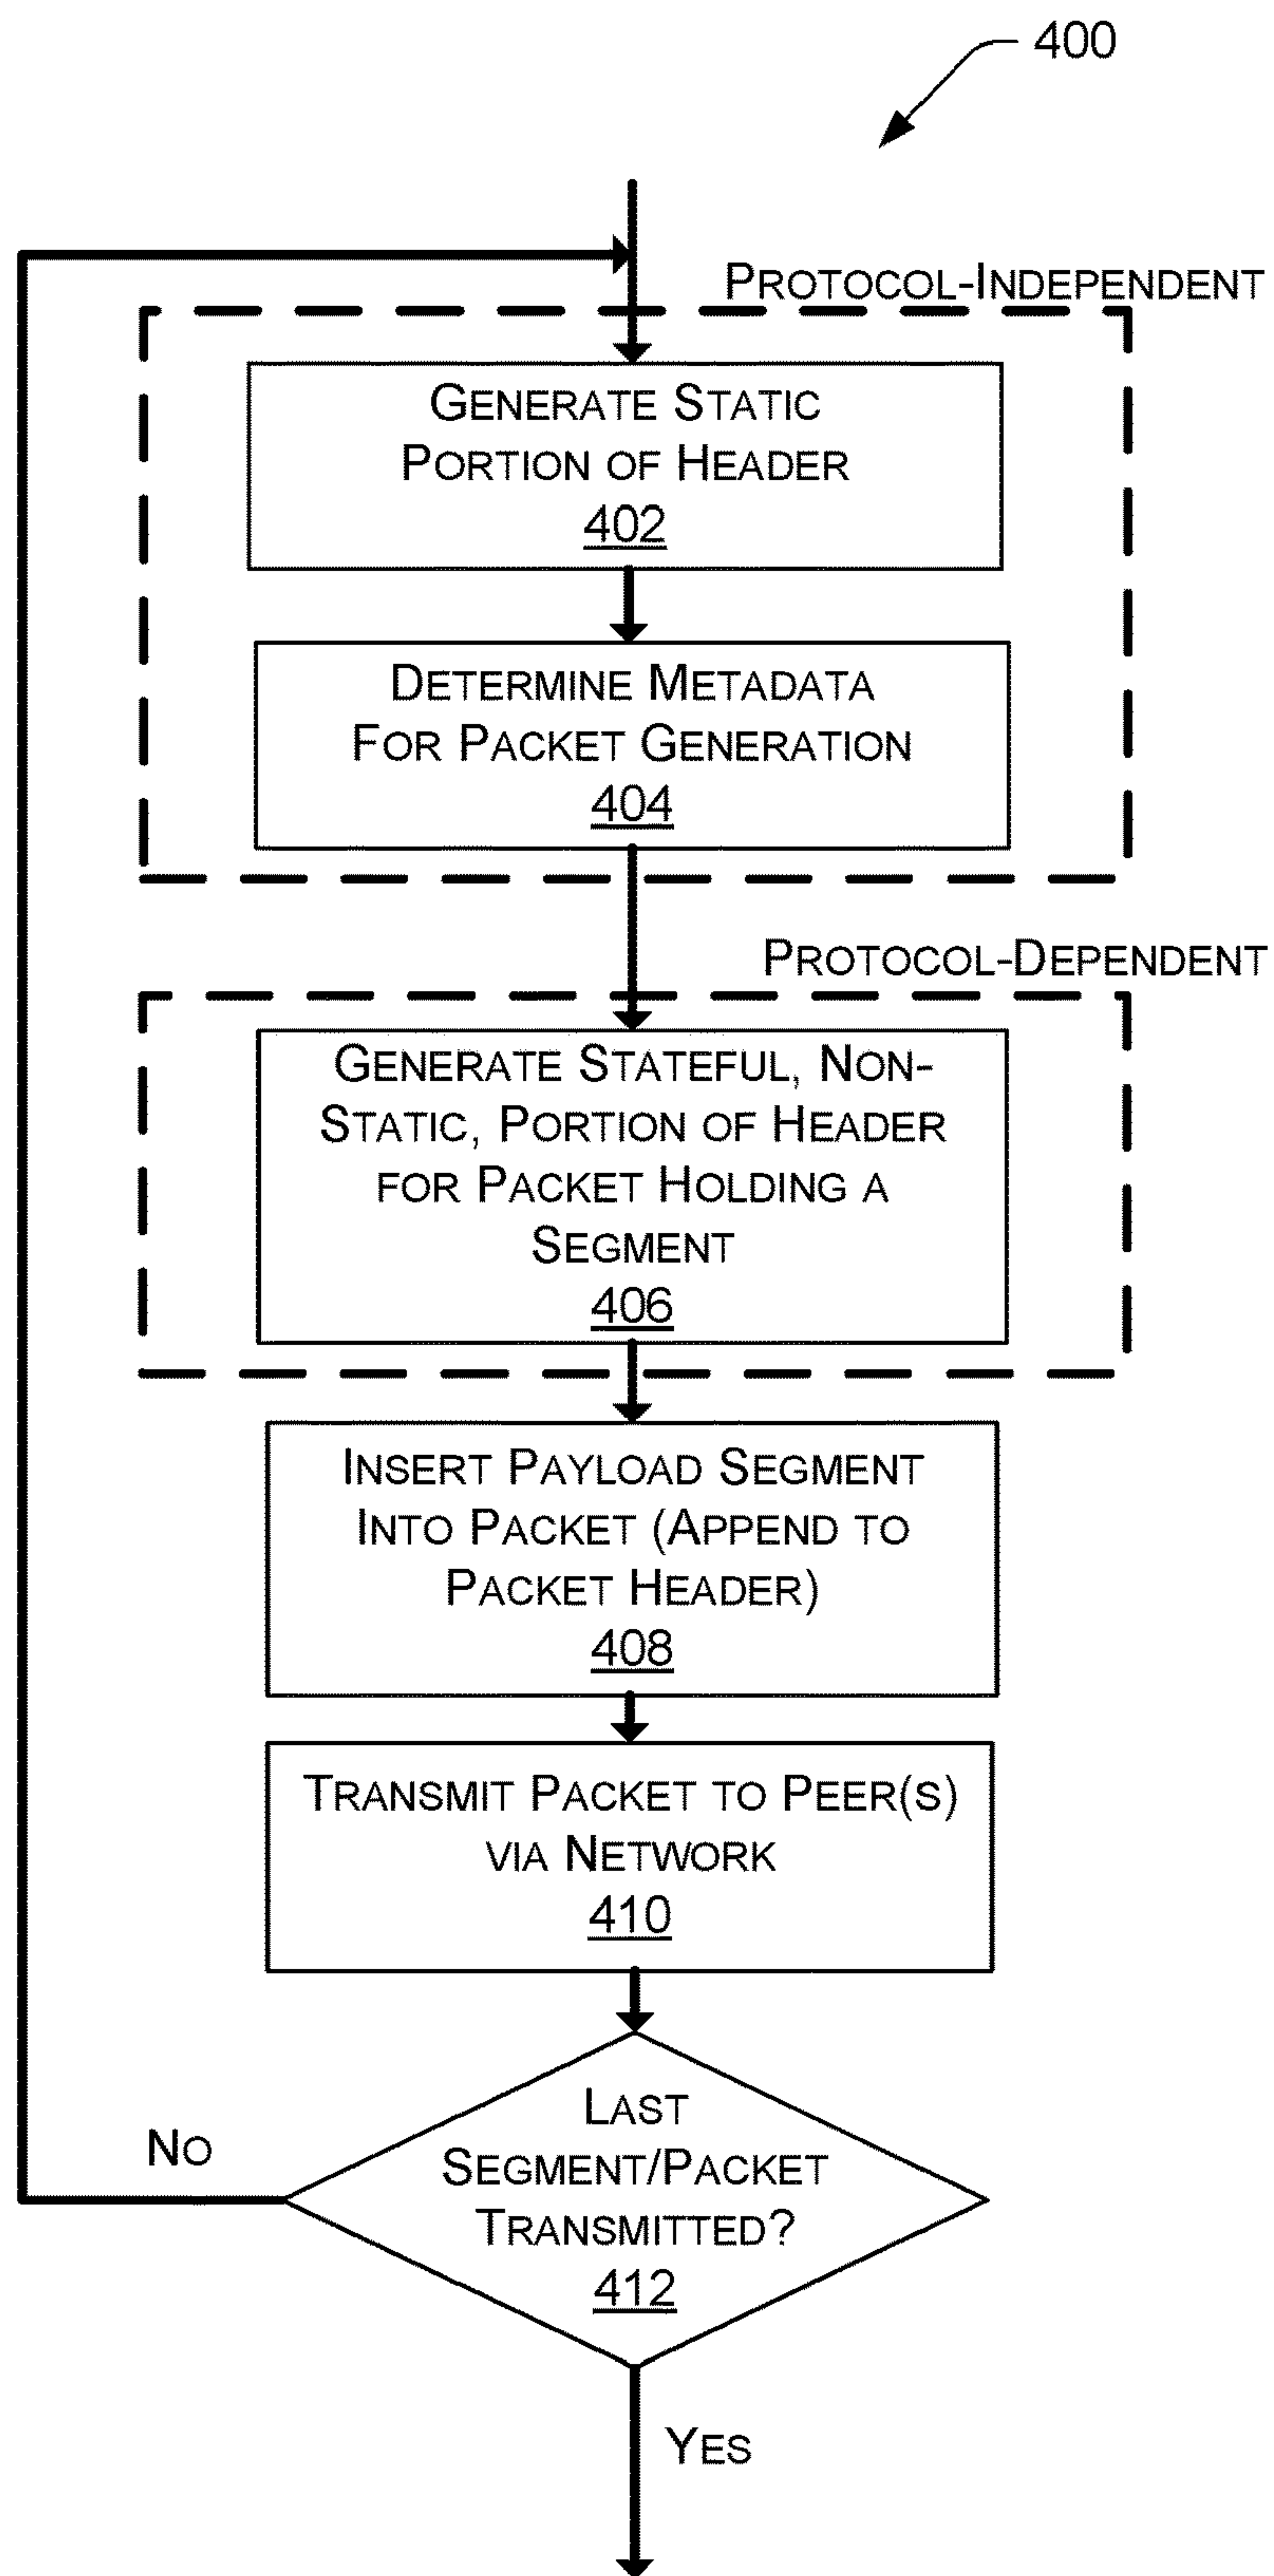 400
PROTOCOL-INDEPENDENT
GENERATE STATIC
PORTION OF HEADER
402
DETERMINE METADATA
FOR PACKET GENERATION
404
PROTOCOL-DEPENDENT
GENERATE STATEFUL, NON-
STATIC, PORTION OF HEADER
FOR PACKET HOLDING A
SEGMENT
406
INSERT PAYLOAD SEGMENT
INTO PACKET (APPEND TO
PACKET HEADER)
408
TRANSMIT PACKET TO PEER(S)
VIA NETWORK
410
LAST
SEGMENT/PACKET
TRANSMITTED?
412
NO
YES